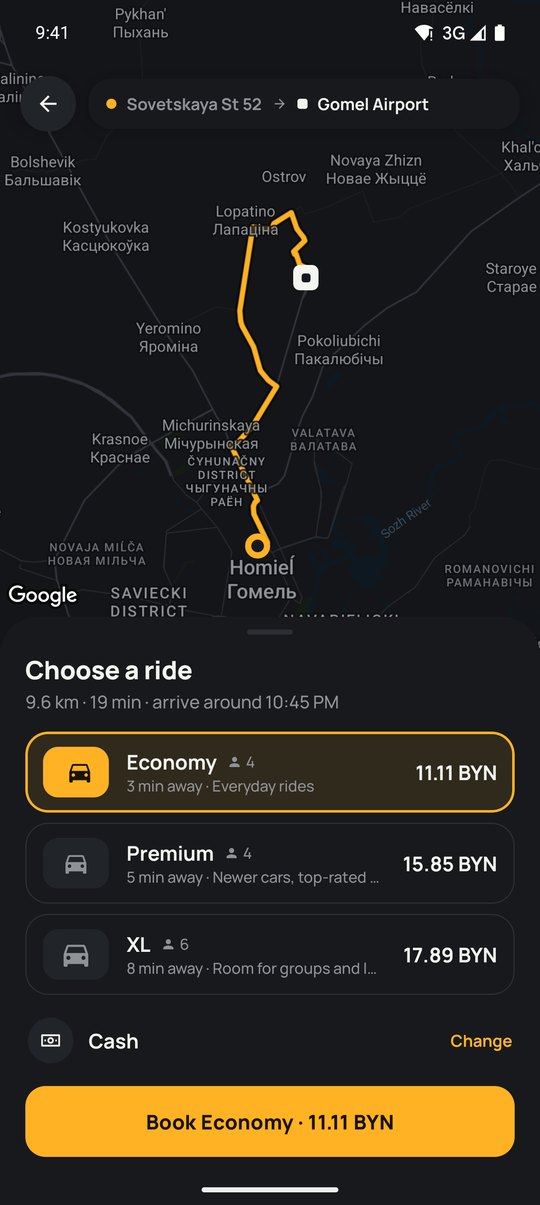 Pykhan'
Пыхань
Навасёлкі
9:41
3G
Sovetskaya St 52 → Gomel Airport
Bolshevik
Бальшавік
Ostrov
Novaya Zhizn
Новае Жыццё
Lopatino
Лапаціна
Kostyukovka
Касцюкоўка
Staroye
Старае
Yeromino
Яроміна
Pokoliubichi
Пакалюбічы
Michurinskaya
Мічурынская
Krasnoe
Краснае
VALATAVA
ВАЛАТАВА
ČYHUNAČNY
DISTRICT
ЧЫГУНАЧНЫ
РАЁН
Sozh River
NOVAJA MIĹČA
НОВАЯ МІЛЬЧА
Homieĺ
Гомель
ROMANOVICHI
РАМАНАВІЧЫ
Google
SAVIECKI
DISTRICT
Choose a ride
9.6 km · 19 min · arrive around 10:45 PM
Economy 4
3 min away · Everyday rides
11.11 BYN
Premium 4
5 min away · Newer cars, top-rated ...
15.85 BYN
XL 6
8 min away · Room for groups and l...
17.89 BYN
Cash
Change
Book Economy · 11.11 BYN